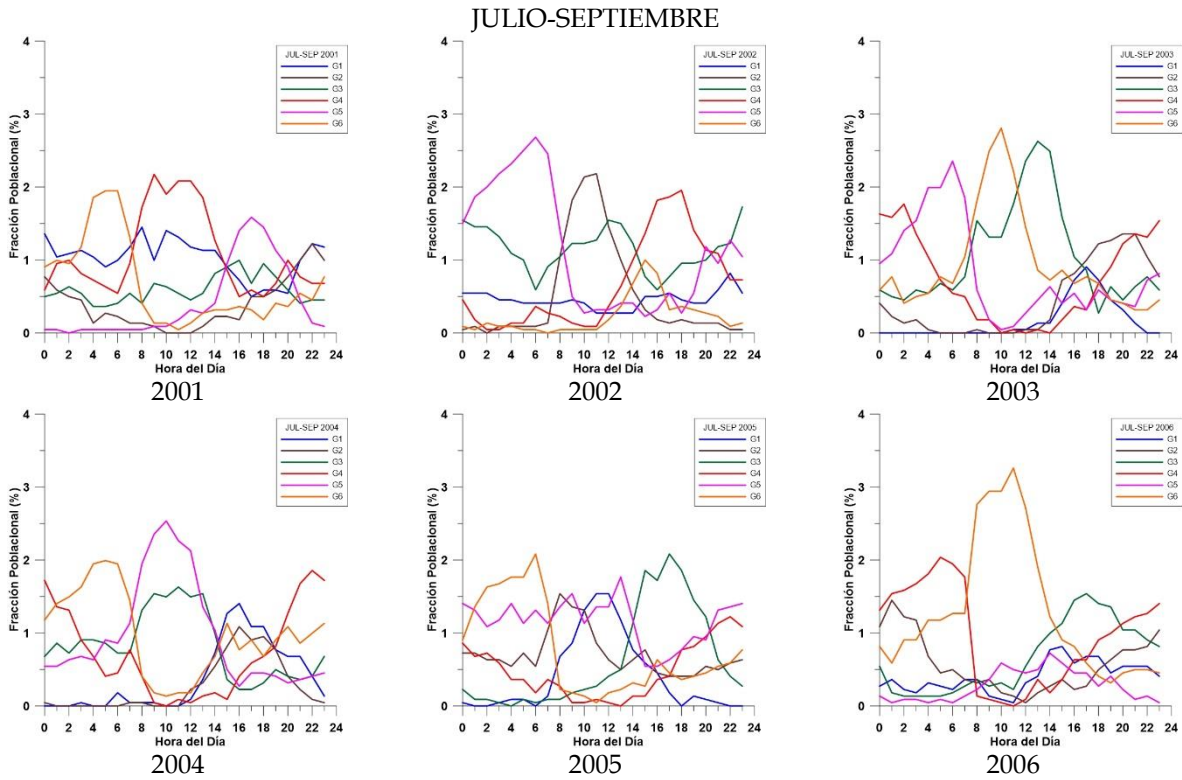 JULIO-SEPTIEMBRE
4
3
2
1
0
Fracción Poblacional (%)
JUL-SEP 2001
G1
G2
G3
G4
G5
G6
0 2 4 6 8 10 12 14 16 18 20 22 24
Hora del Día
2001
4
3
2
1
0
Fracción Poblacional (%)
JUL-SEP 2002
G1
G2
G3
G4
G5
G6
0 2 4 6 8 10 12 14 16 18 20 22 24
Hora del Día
2002
4
3
2
1
0
Fracción Poblacional (%)
JUL-SEP 2003
G1
G2
G3
G4
G5
G6
0 2 4 6 8 10 12 14 16 18 20 22 24
Hora del Día
2003
4
3
2
1
0
Fracción Poblacional (%)
JUL-SEP 2004
G1
G2
G3
G4
G5
G6
0 2 4 6 8 10 12 14 16 18 20 22 24
Hora del Día
2004
4
3
2
1
0
Fracción Poblacional (%)
JUL-SEP 2005
G1
G2
G3
G4
G5
G6
0 2 4 6 8 10 12 14 16 18 20 22 24
Hora del Día
2005
4
3
2
1
0
Fracción Poblacional (%)
JUL-SEP 2006
G1
G2
G3
G4
G5
G6
0 2 4 6 8 10 12 14 16 18 20 22 24
Hora del Día
2006